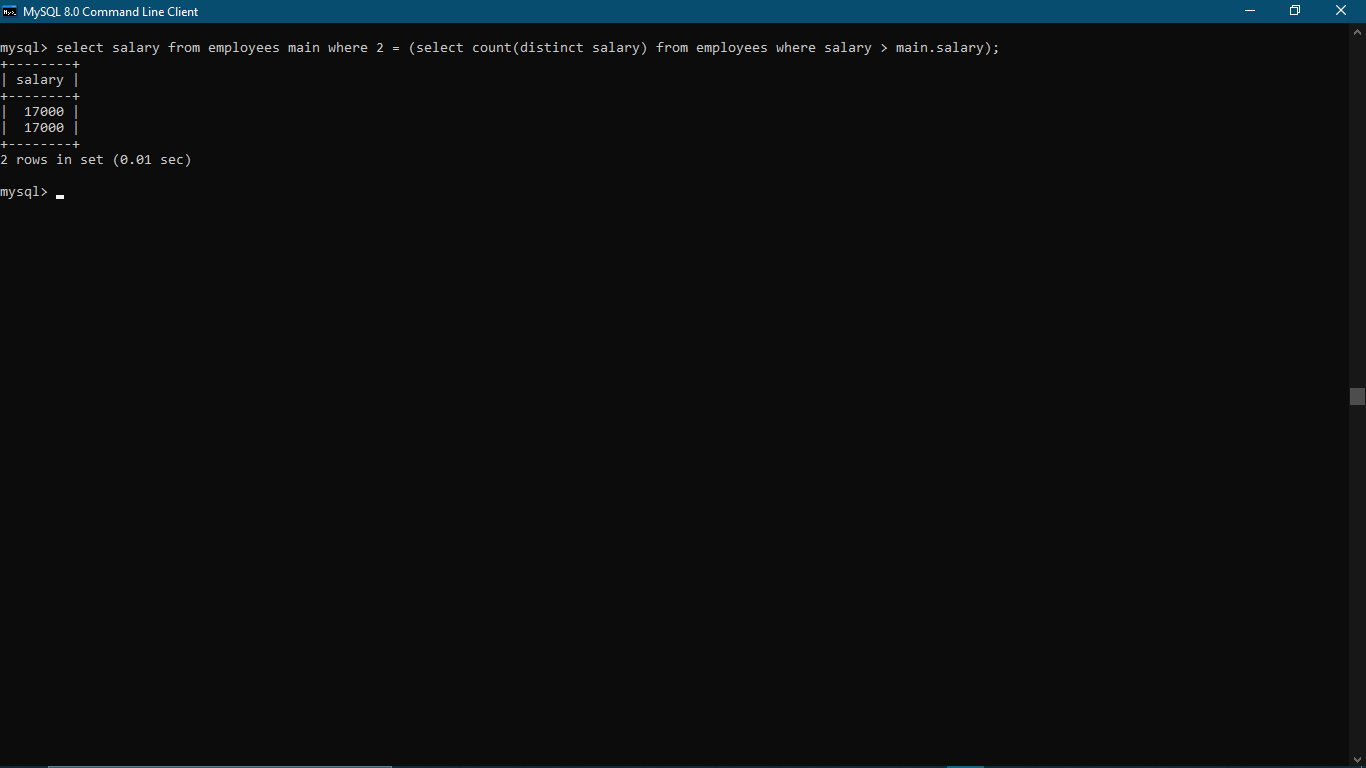 MySQL 8.0 Command Line Client
mysql> select salary from employees main where 2 = (select count(distinct salary) from employees where salary > main.salary);
+--------+
| salary |
+--------+
|  17000 |
|  17000 |
+--------+
2 rows in set (0.01 sec)
mysql>